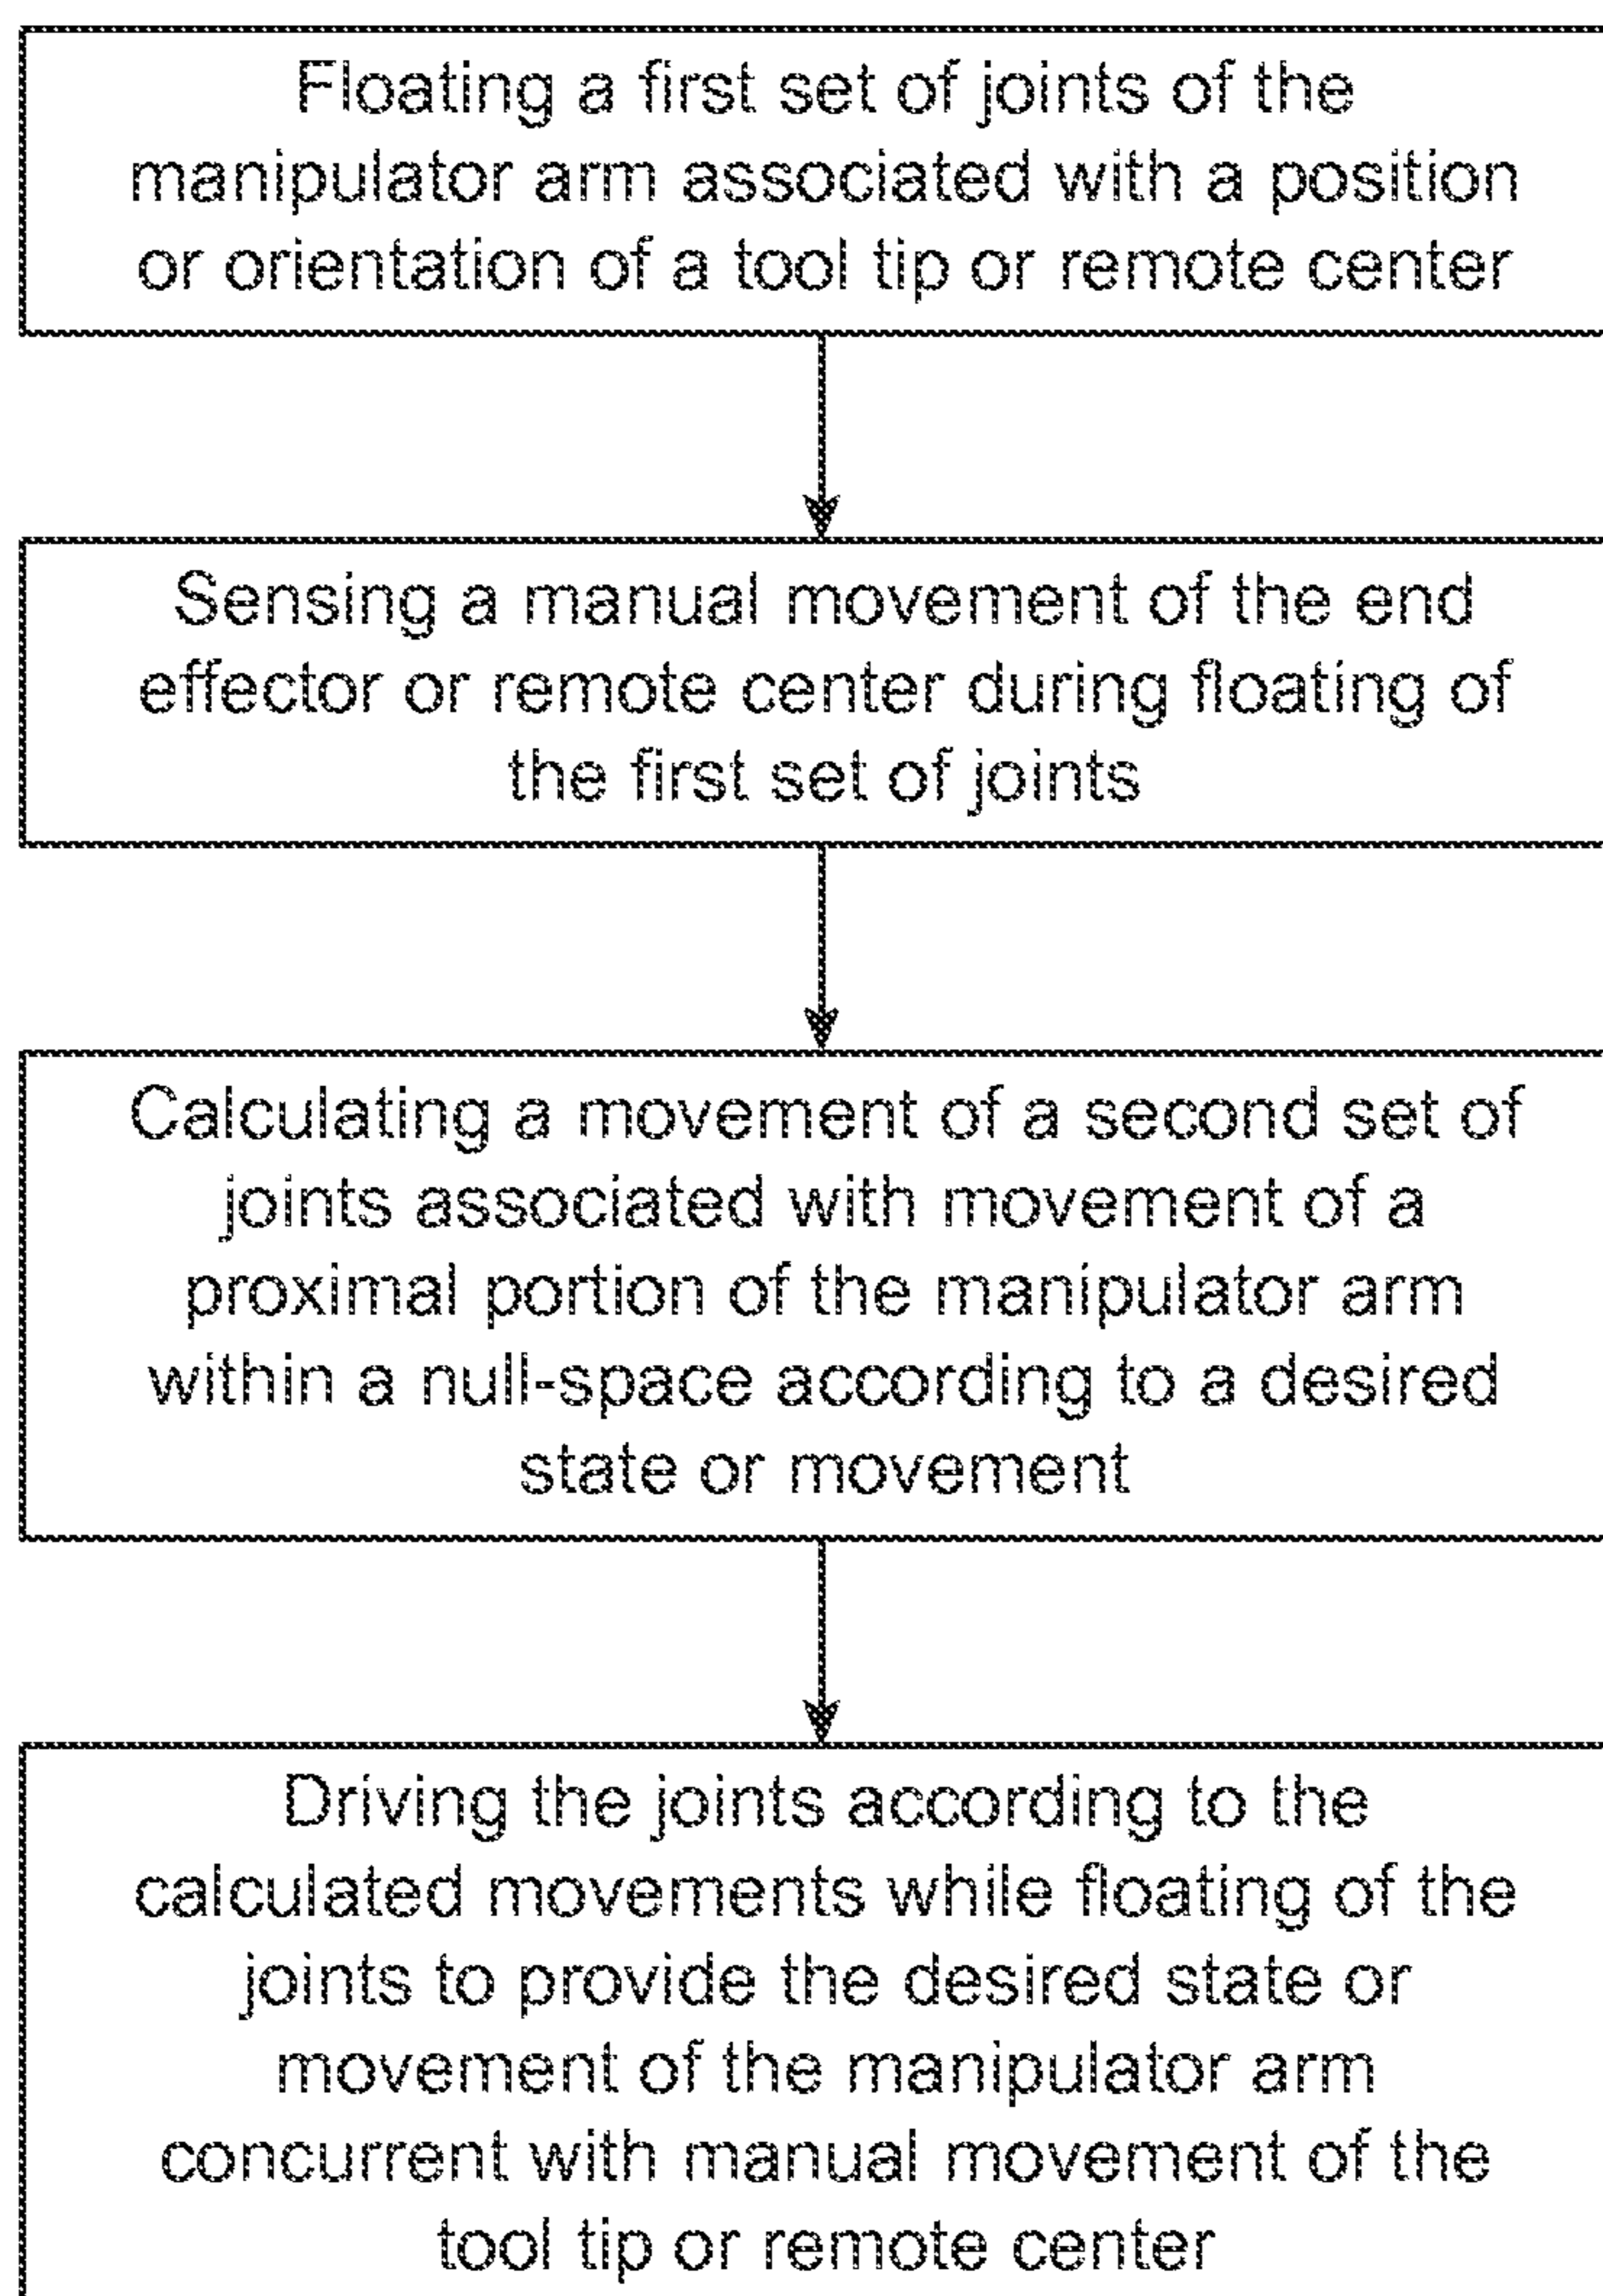 Floating a first set of joints of the
manipulator arm associated with a position
or orientation of a tool tip or remote center
Sensing a manual movement of the end
effector or remote center during floating of
the first set of joints
Calculating a movement of a second set of
joints associated with movement of a
proximal portion of the manipulator arm
within a null-space according to a desired
state or movement
Driving the joints according to the
calculated movements while floating of the
joints to provide the desired state or
movement of the manipulator arm
concurrent with manual movement of the
tool tip or remote center